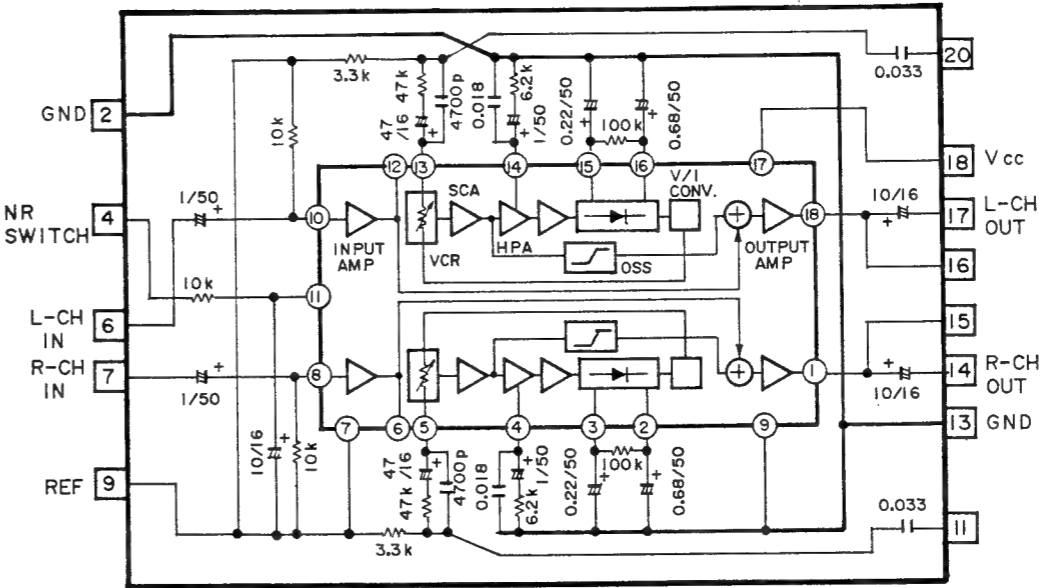 20
0.033
3.3k
47k
47
/16
4700p
0.018
6.2k
1/50
0.22/50
100k
0.68/50
GND 2
10k
12
13
14
15
16
17
18 Vcc
1/50
+
SCA
V/I
CONV.
10/16
NR
SWITCH
4
10
INPUT
AMP
VCR
HPA
OSS
OUTPUT
AMP
18
17
L-CH
OUT
16
10k
11
L-CH
IN
6
15
R-CH
IN
7
1/50
8
1
14
R-CH
OUT
10/16
7
6
5
4
3
2
9
13 GND
10/16
10k
47
/16
47k
4700p
0.018
1/50
6.2k
0.22/50
100k
0.68/50
REF 9
3.3k
0.033
11